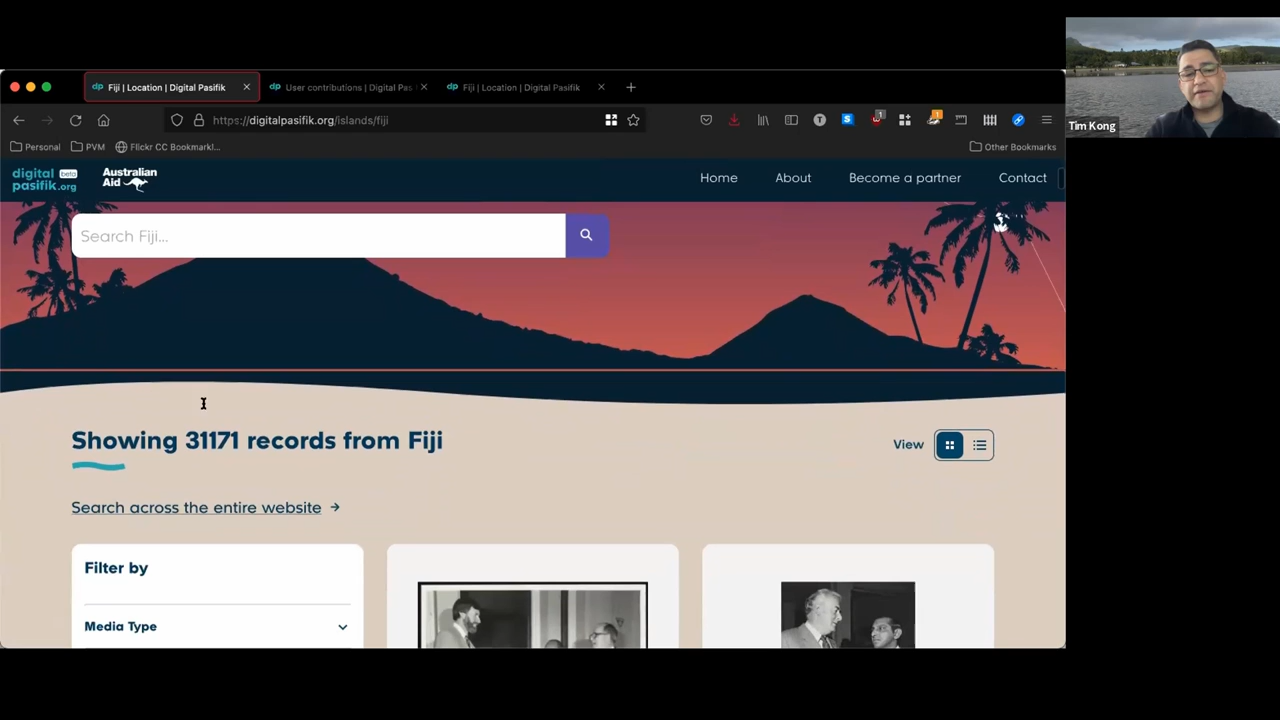 Fiji | Location | Digital Pasifik
User contributions | Digital Pas
Fiji | Location | Digital Pasifik
https://digitalpasifik.org/islands/fiji
Personal
PVM
Flickr CC Bookmarkl...
Other Bookmarks
digital beta
pasifik.org
Australian
Aid
Home
About
Become a partner
Contact
Search Fiji...
Showing 31171 records from Fiji
View
Search across the entire website →
Filter by
Media Type
Tim Kong